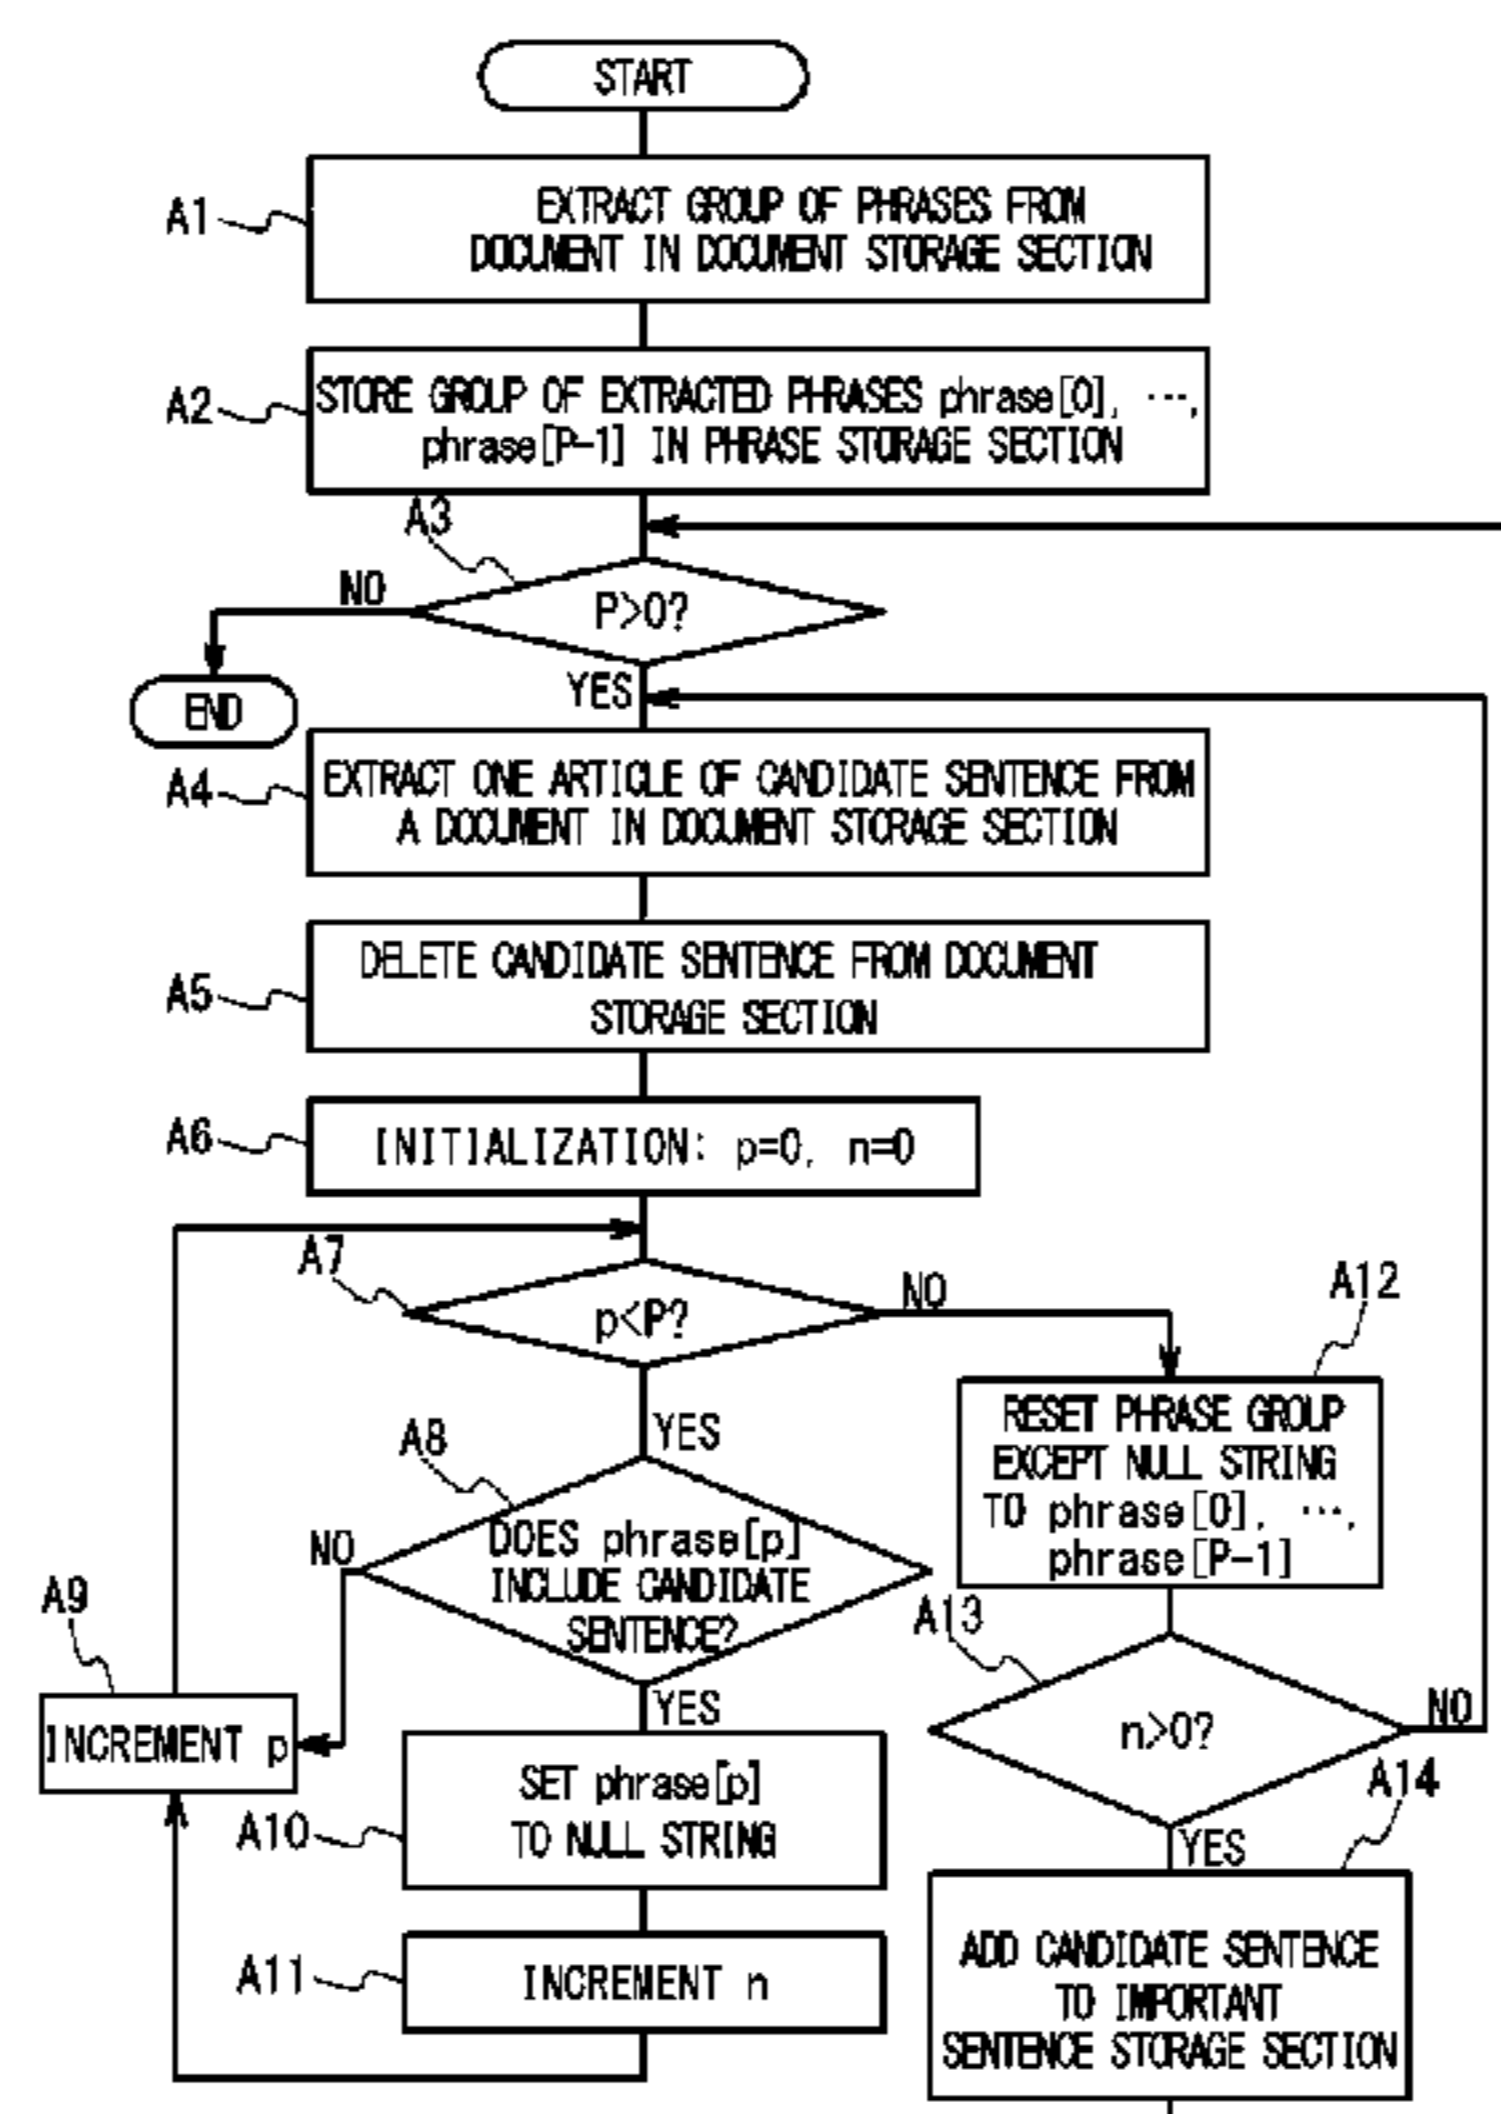 START
A1
EXTRACT GROUP OF PHRASES FROM
DOCUMENT IN DOCUMENT STORAGE SECTION
A2
STORE GROUP OF EXTRACTED PHRASES phrase[0], ···,
phrase[P-1] IN PHRASE STORAGE SECTION
A3
NO
P>0?
YES
END
A4
EXTRACT ONE ARTICLE OF CANDIDATE SENTENCE FROM
A DOCUMENT IN DOCUMENT STORAGE SECTION
A5
DELETE CANDIDATE SENTENCE FROM DOCUMENT
STORAGE SECTION
A6
INITIALIZATION: p=0, n=0
A7
p<P?
NO
YES
A8
DOES phrase[p]
INCLUDE CANDIDATE
SENTENCE?
NO
YES
A9
INCREMENT p
A10
SET phrase[p]
TO NULL STRING
A11
INCREMENT n
A12
RESET PHRASE GROUP
EXCEPT NULL STRING
TO phrase[0], ···,
phrase[P-1]
A13
n>0?
NO
YES
A14
ADD CANDIDATE SENTENCE
TO IMPORTANT
SENTENCE STORAGE SECTION